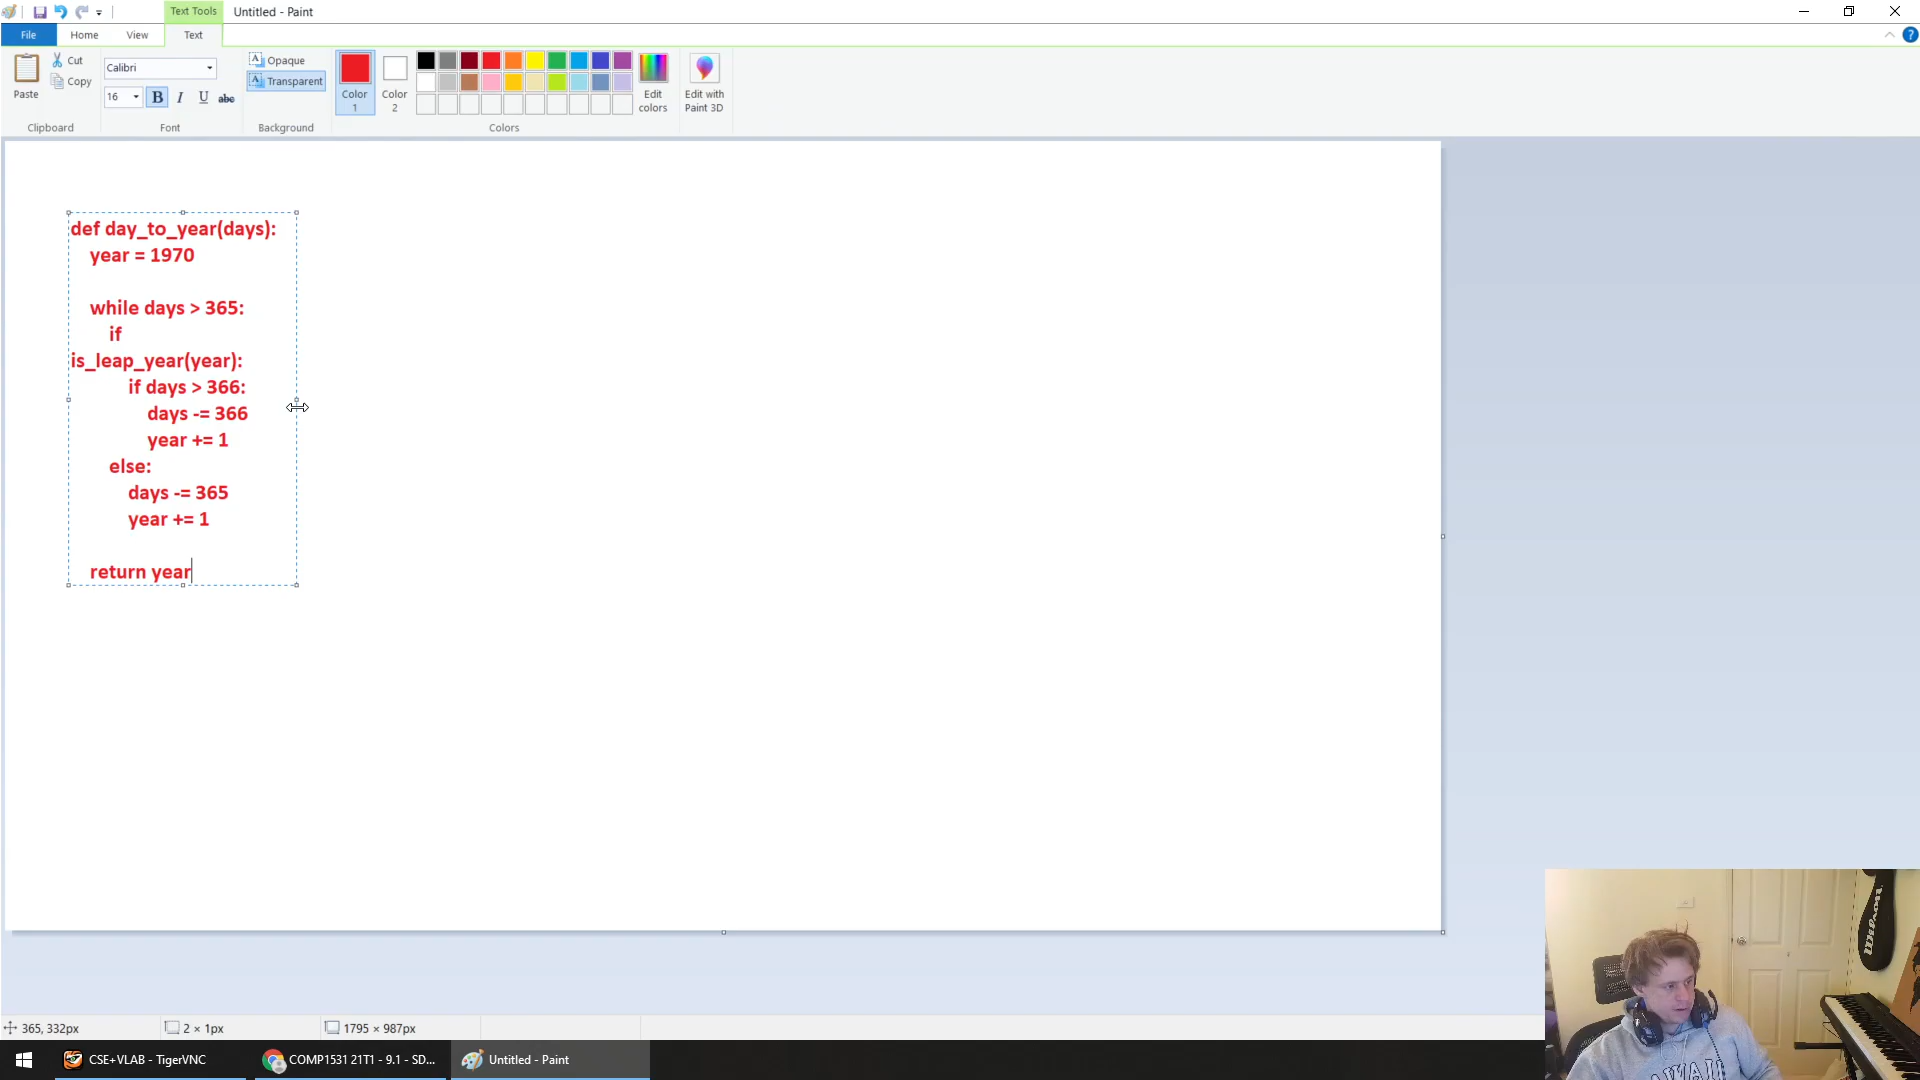 Text Tools
Untitled - Paint
File
Home
View
Text
Paste
Cut
Copy
Clipboard
Calibri
16
B
I
U
abc
Font
A Opaque
A Transparent
Background
Color 1
Color 2
Edit colors
Colors
Edit with Paint 3D
?
def day_to_year(days):
year = 1970
while days > 365:
if
is_leap_year(year):
if days > 366:
days -= 366
year += 1
else:
days -= 365
year += 1
return year
365, 332px
2 × 1px
1795 × 987px
CSE+VLAB - TigerVNC
COMP1531 21T1 - 9.1 - SD...
Untitled - Paint
Wilson